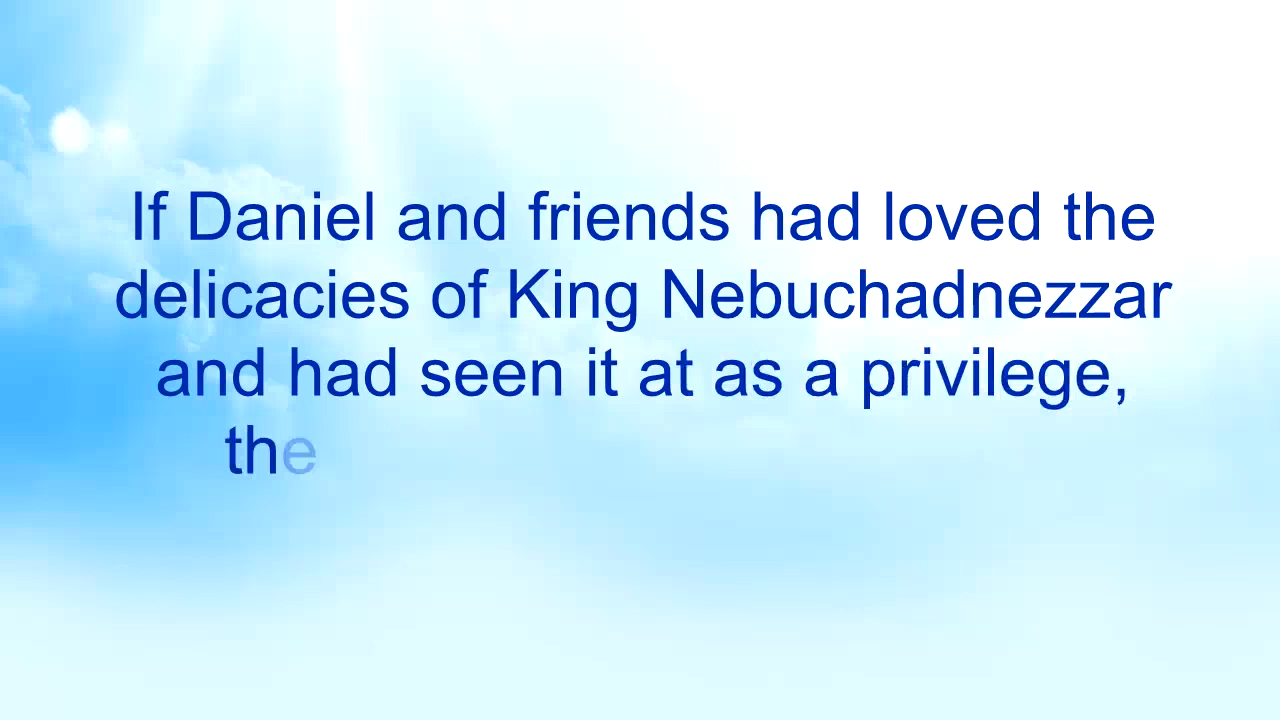 If Daniel and friends had loved the
delicacies of King Nebuchadnezzar
and had seen it at as a privilege,
the